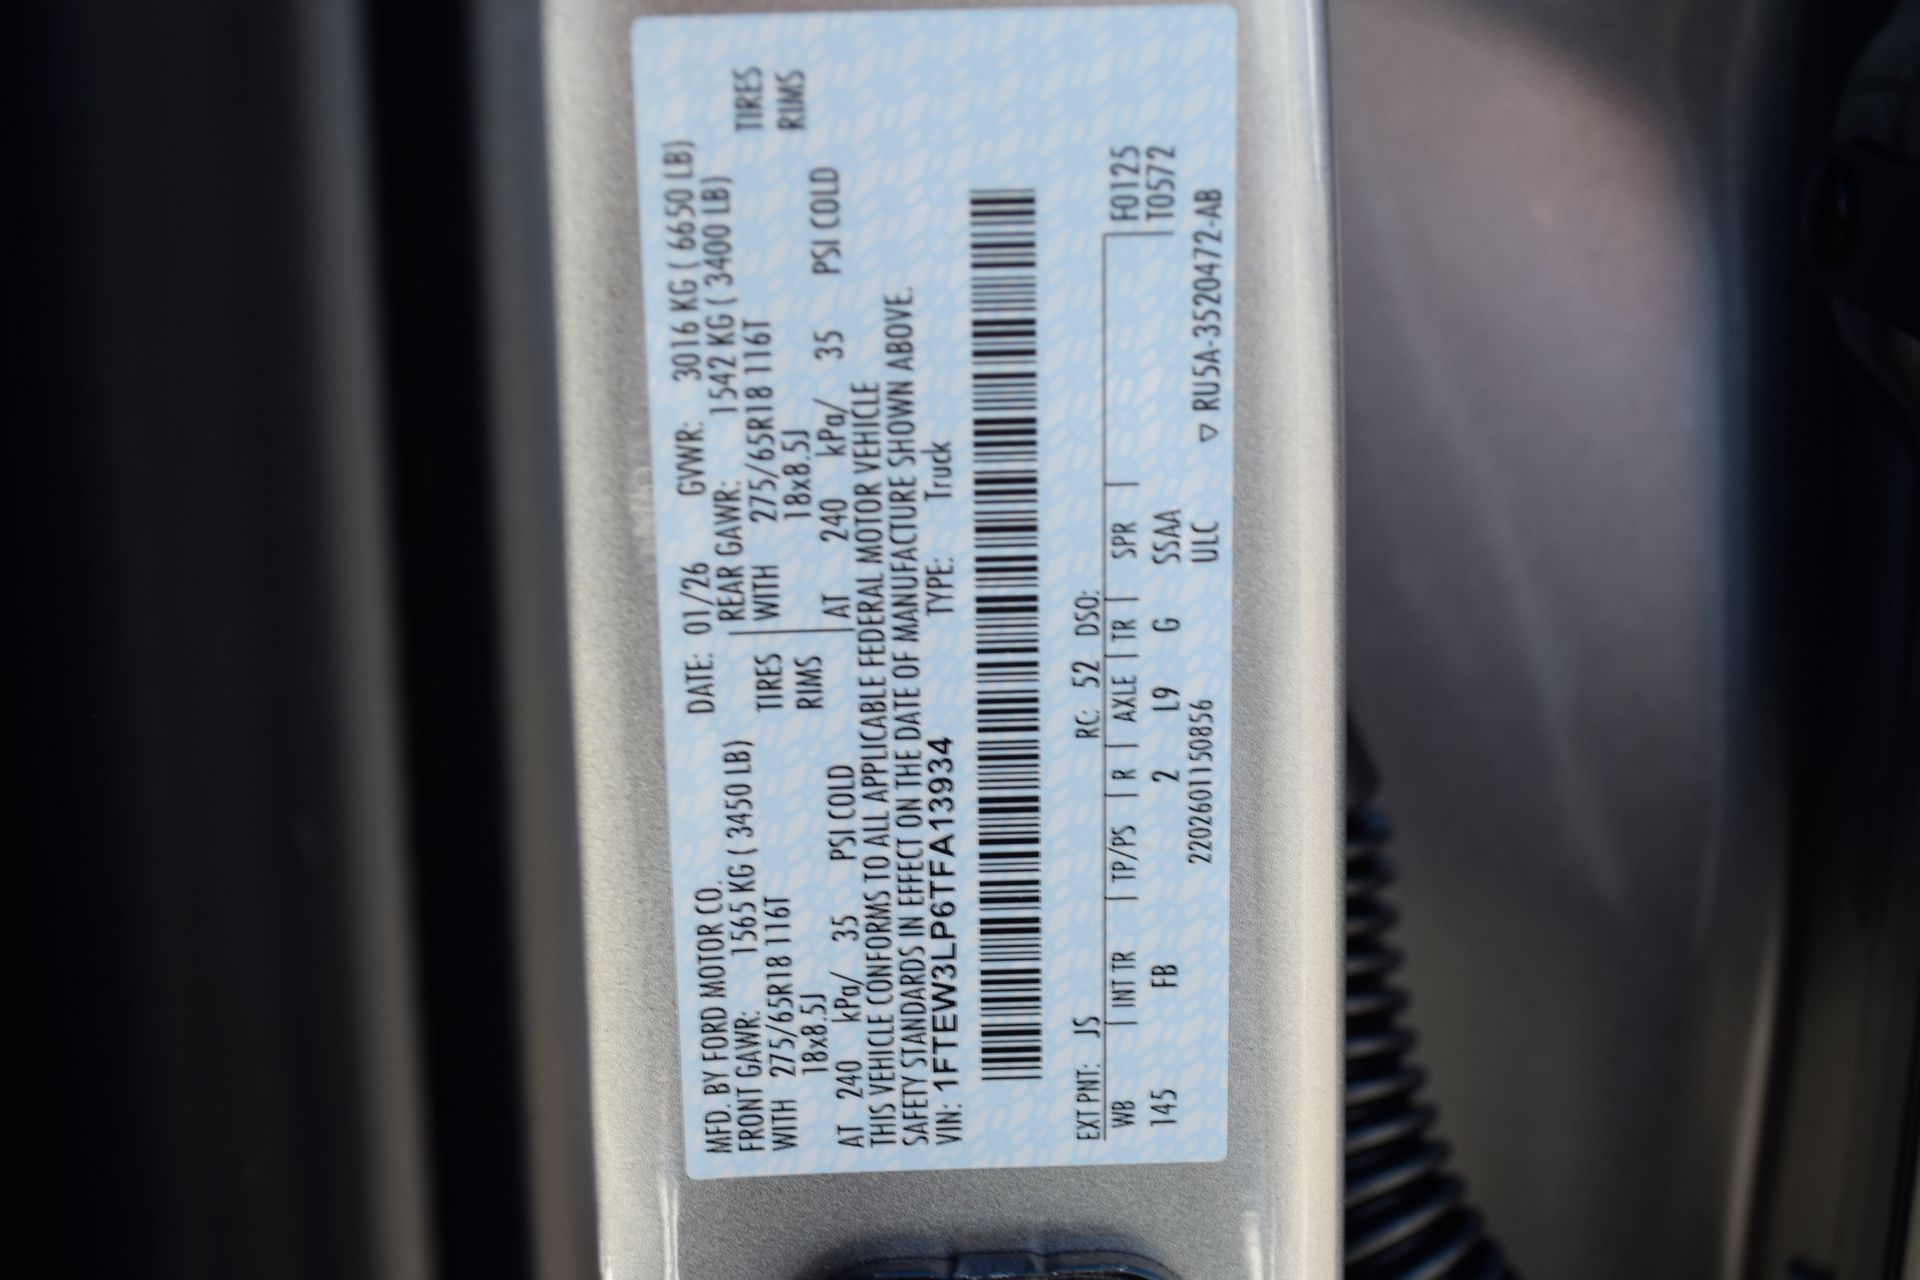 MFD. BY FORD MOTOR CO. DATE: 01/26 GVWR: 3016 KG ( 6650 LB)
FRONT GAWR: 1565 KG ( 3450 LB) REAR GAWR: 1542 KG ( 3400 LB)
WITH 275/65R18 116T TIRES WITH 275/65R18 116T TIRES
18x8.5J RIMS 18x8.5J RIMS
AT 240 kPa/ 35 PSI COLD AT 240 kPa/ 35 PSI COLD
THIS VEHICLE CONFORMS TO ALL APPLICABLE FEDERAL MOTOR VEHICLE
SAFETY STANDARDS IN EFFECT ON THE DATE OF MANUFACTURE SHOWN ABOVE.
VIN: 1FTEW3LP6TFA13934 TYPE: Truck
EXT PNT: JS RC: 52 DSO:
WB | INT TR | TP/PS | R | AXLE | TR | SPR | F0125
145 FB 2 L9 G SSAA T0572
220260115085​6 ULC ▽ RU5A-3520472-AB